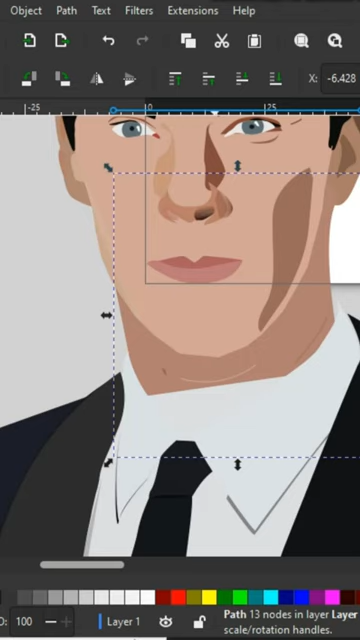 Object Path Text Filters Extensions Help
X: -6.428
-25 0 25
O: 100 Layer 1 Path 13 nodes in layer Layer
scale/rotation handles.